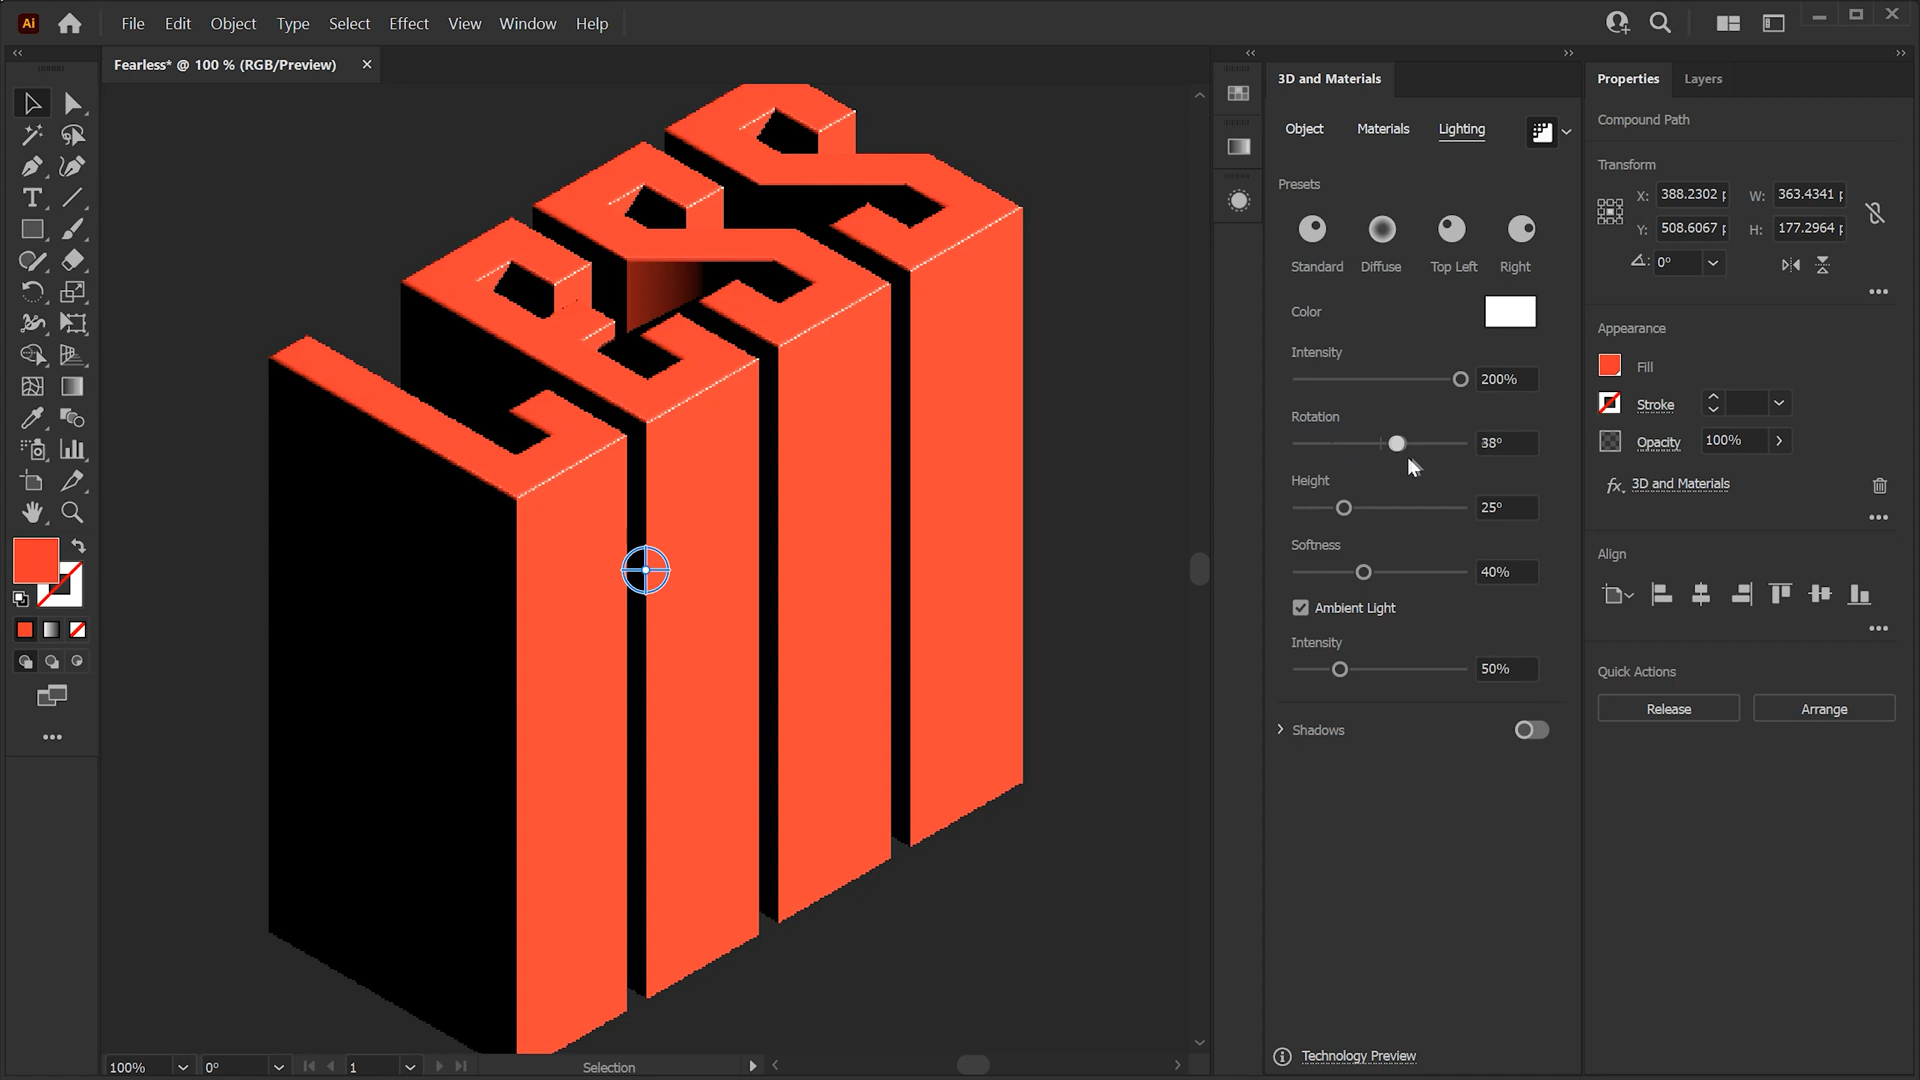 Ai File Edit Object Type Select Effect View Window Help
Fearless* @ 100 % (RGB/Preview)
3D and Materials
Object Materials Lighting
Presets
Standard Diffuse Top Left Right
Color
Intensity
200%
Rotation
38°
Height
25°
Softness
40%
Ambient Light
Intensity
50%
Shadows
Technology Preview
Properties Layers
Compound Path
Transform
X: 388.2302 p W: 363.4341 p
Y: 508.6067 p H: 177.2964 p
0°
Appearance
Fill
Stroke
Opacity 100%
fx. 3D and Materials
Align
Quick Actions
Release Arrange
100% 0° 1 Selection